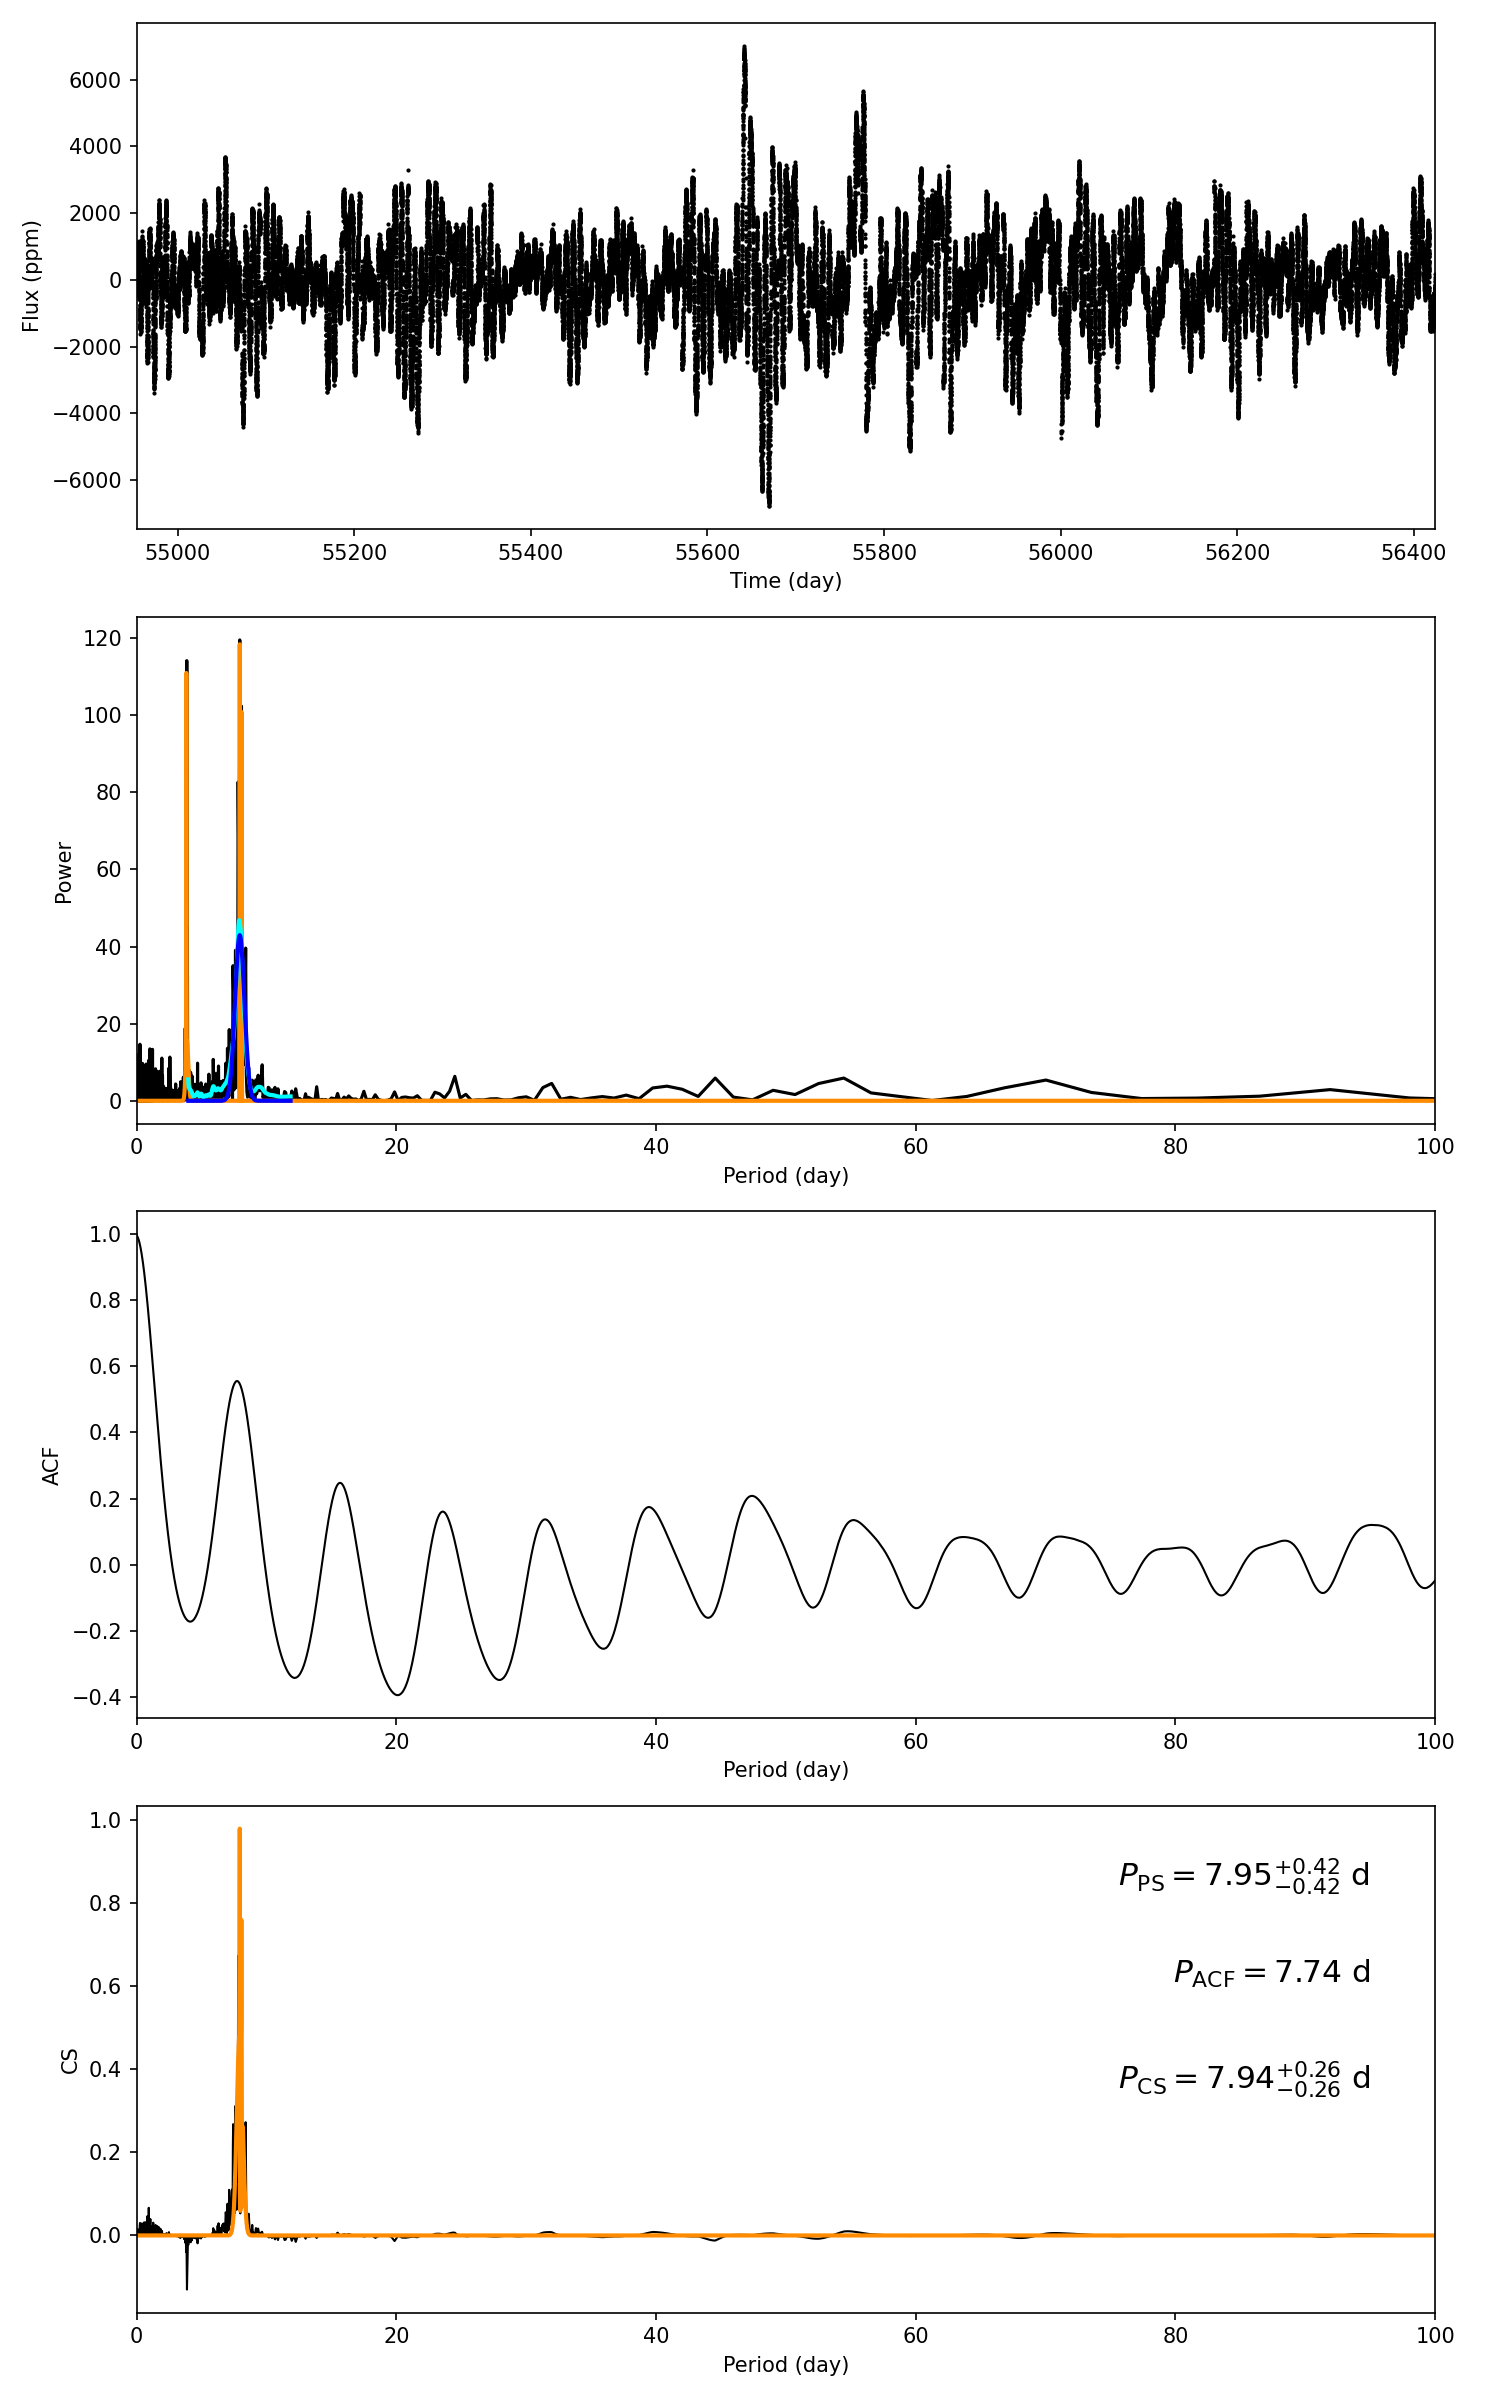 6000
4000
2000
0
−2000
−4000
−6000
Flux (ppm)
55000 55200 55400 55600 55800 56000 56200 56400
Time (day)
120
100
80
60
40
20
0
Power
0 20 40 60 80 100
Period (day)
1.0
0.8
0.6
0.4
0.2
0.0
−0.2
−0.4
ACF
0 20 40 60 80 100
Period (day)
1.0
0.8
0.6
0.4
0.2
0.0
CS
P_PS = 7.95 +0.42 −0.42 d
P_ACF = 7.74 d
P_CS = 7.94 +0.26 −0.26 d
0 20 40 60 80 100
Period (day)